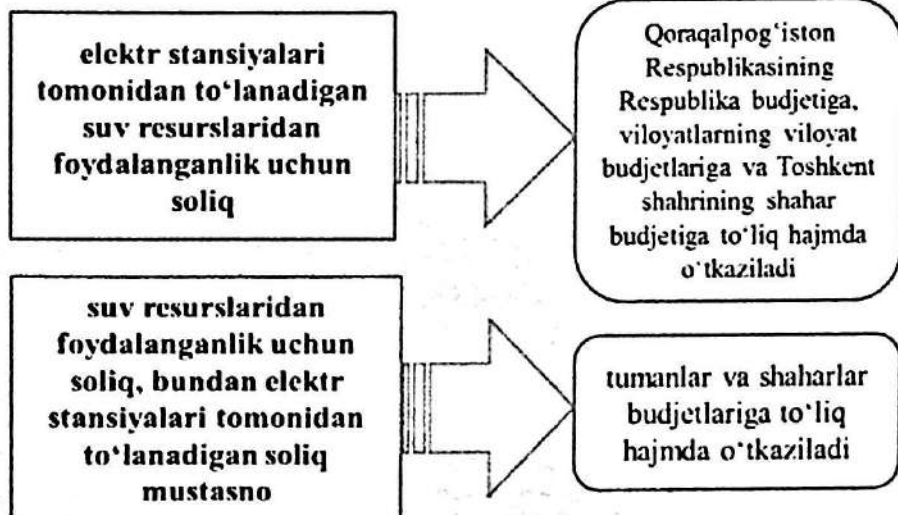 elektr stansiyalari
tomonidan to‘lanadigan
suv resurslaridan
foydalanganlik uchun
soliq
Qoraqalpog‘iston
Respublikasining
Respublika budjetiga,
viloyatlarning viloyat
budjetlariga va Toshkent
shahrining shahar
budjetiga to‘liq hajmda
o‘tkaziladi
suv resurslaridan
foydalanganlik uchun
soliq, bundan elektr
stansiyalari tomonidan
to‘lanadigan soliq
mustasno
tumanlar va shaharlar
budjetlariga to‘liq
hajmda o‘tkaziladi